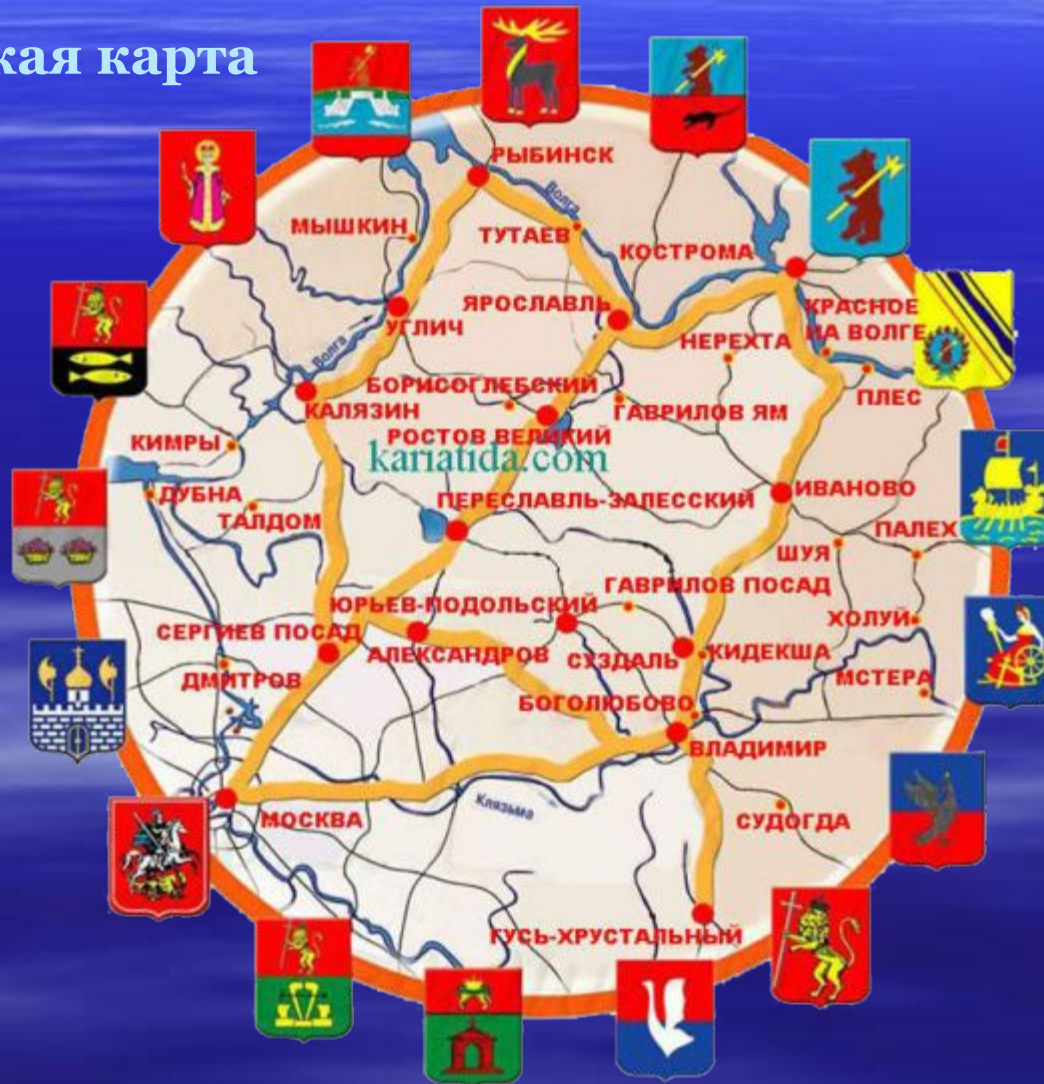 кая карта
РЫБИНСК
Волга
МЫШКИН
ТУТАЕВ
КОСТРОМА
ЯРОСЛАВЛЬ
КРАСНОЕ
НА ВОЛГЕ
УГЛИЧ
НЕРЕХТА
Волга
БОРИСОГЛЕБСКИЙ
ПЛЕС
КАЛЯЗИН
ГАВРИЛОВ ЯМ
РОСТОВ ВЕЛИКИЙ
КИМРЫ
kariatida.com
ДУБНА
ПЕРЕСЛАВЛЬ-ЗАЛЕССКИЙ
ИВАНОВО
ТАЛДОМ
ПАЛЕХ
ШУЯ
ГАВРИЛОВ ПОСАД
ЮРЬЕВ-ПОДОЛЬСКИЙ
ХОЛУЙ
СЕРГИЕВ ПОСАД
АЛЕКСАНДРОВ
СУЗДАЛЬ
КИДЕКША
ДМИТРОВ
МСТЕРА
БОГОЛЮБОВО
ВЛАДИМИР
Клязьма
МОСКВА
СУДОГДА
ГУСЬ-ХРУСТАЛЬНЫЙ